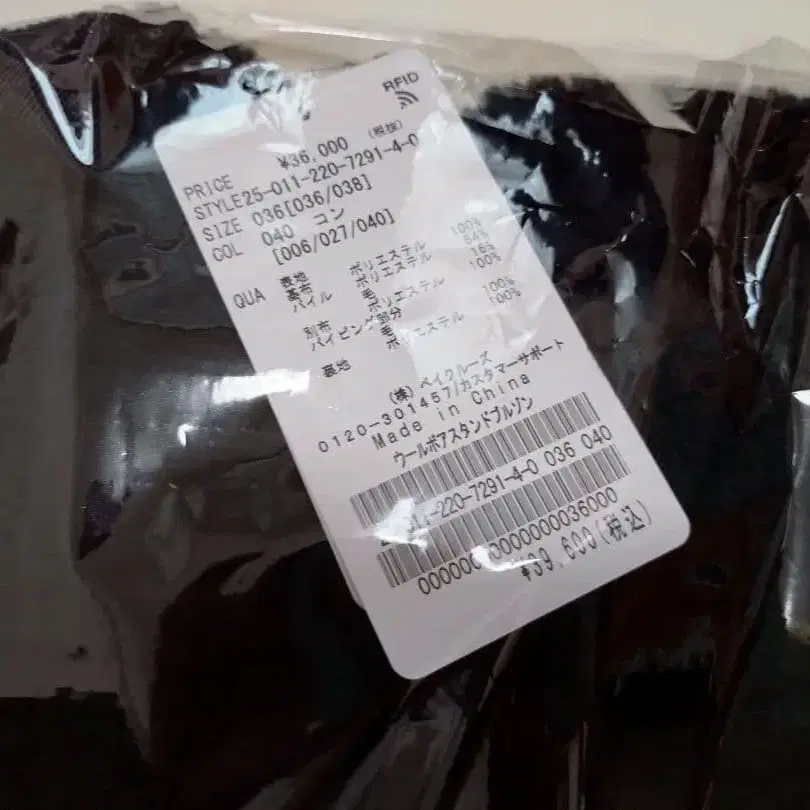 RFID
PRICE ¥36,000 (税抜)
STYLE 25-011-220-7291-4-0
SIZE 036[036/038]
COL 040 コン
[006/027/040]
QUA 表地 ポリエステル 100%
裏布 ポリエステル 84%
パイル 毛 16%
ポリエステル 100%
別布
パイピング部分 毛 100%
裏地 ポリエステル 100%
(株) ベイクルーズ
0120-301457/カスタマーサポート
Made in China
ウールボアスタンドブルゾン
11-220-7291-4-0 036 040
000000 0000000036000
¥39,600(税込)